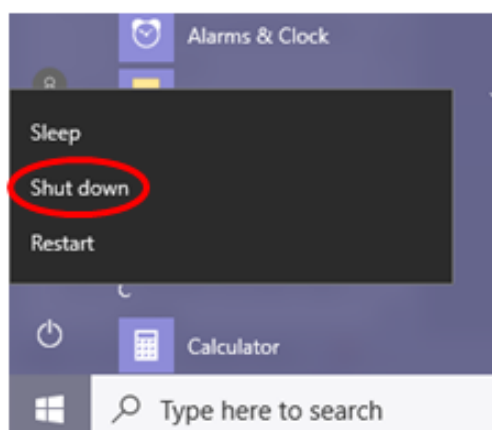 Alarms & Clock
Sleep
Shut down
Restart
Calculator
Type here to search